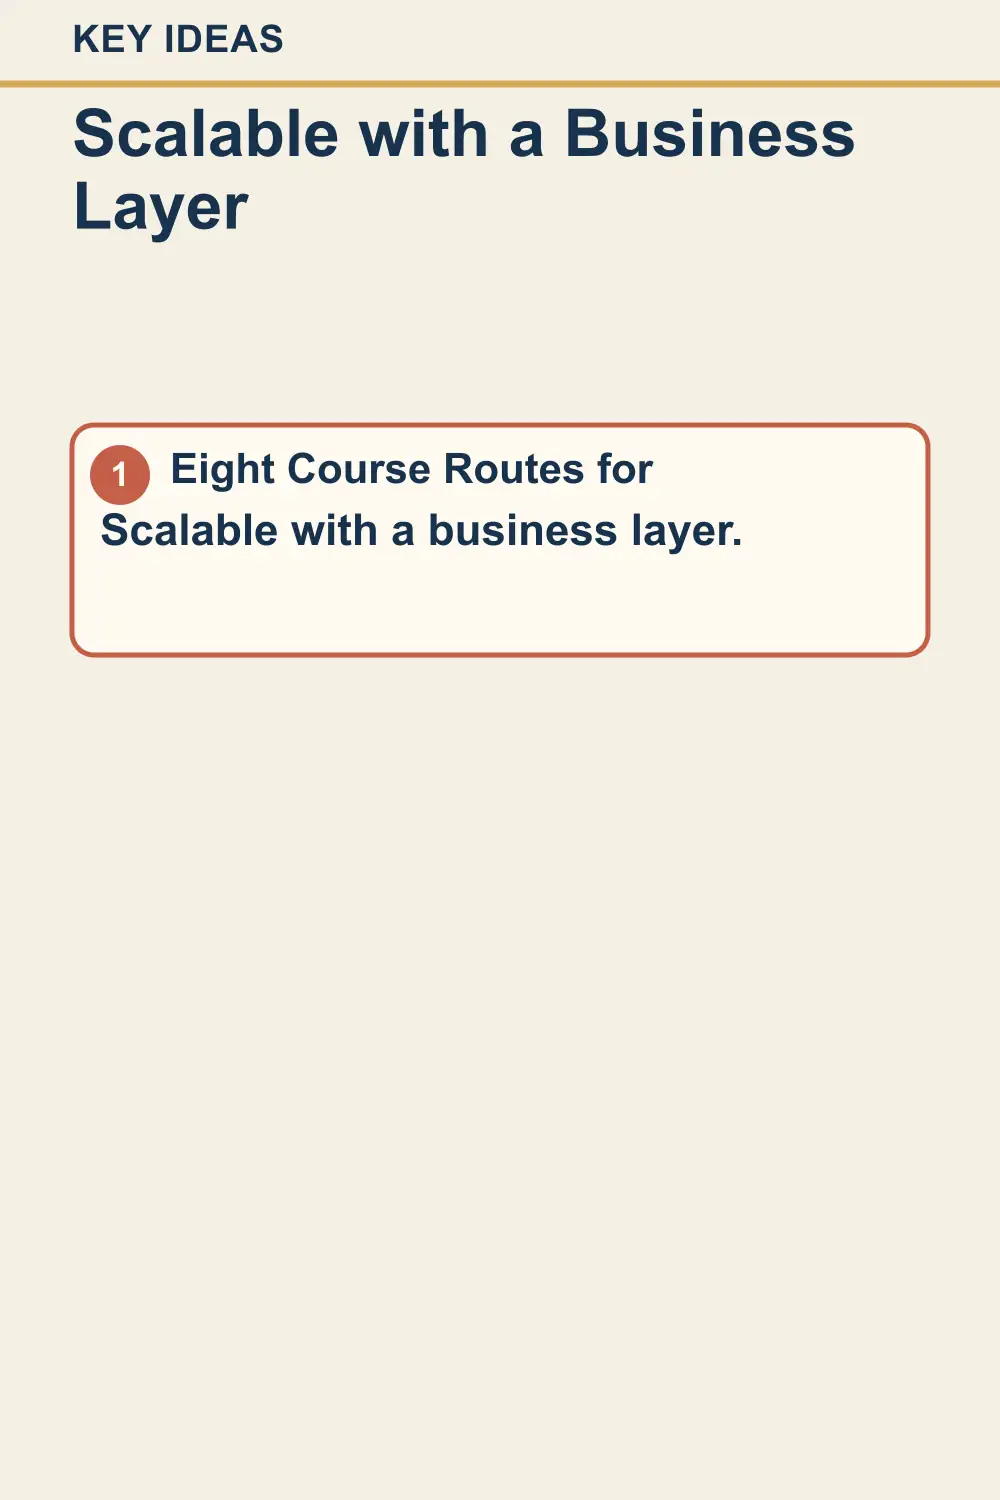 KEY IDEAS
Scalable with a Business
Layer
1 Eight Course Routes for
Scalable with a business layer.